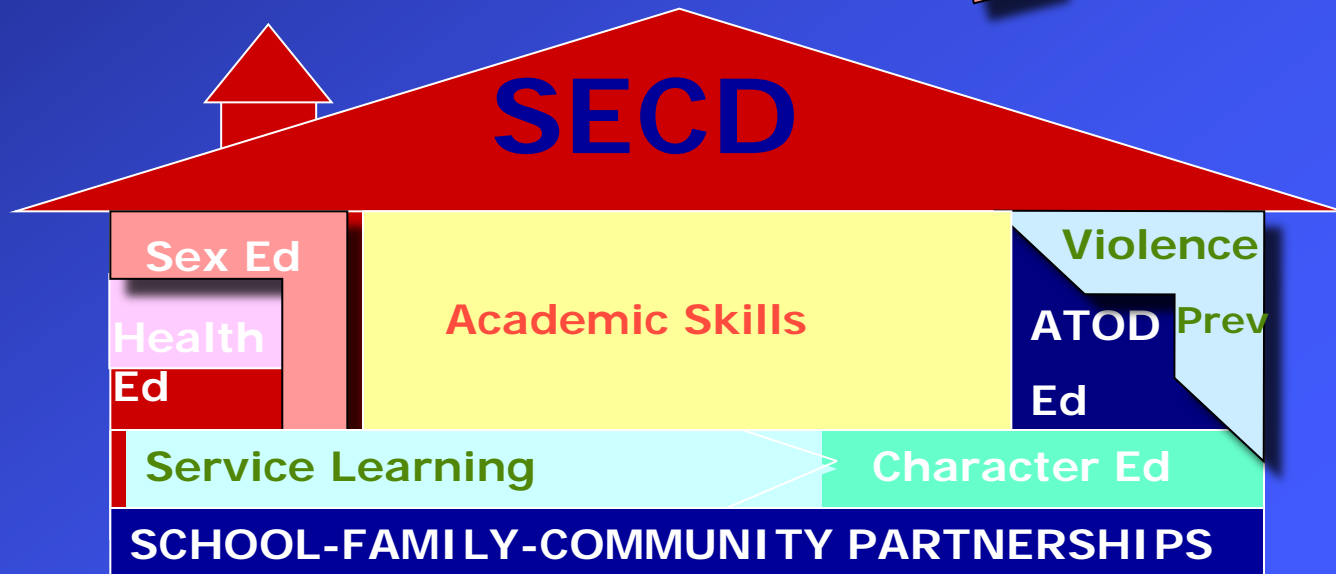 SECD
Sex Ed
Health
Ed
Academic Skills
Violence
Prev
ATOD
Ed
Service Learning
Character Ed
SCHOOL-FAMILY-COMMUNITY PARTNERSHIPS